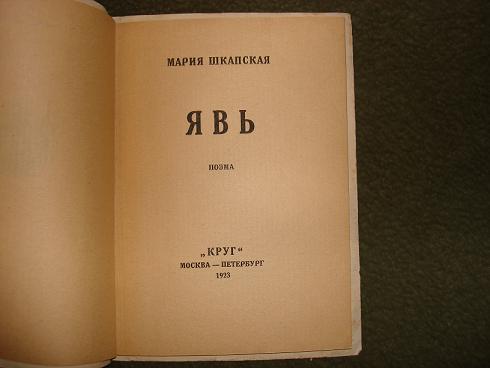 МАРИЯ ШКАПСКАЯ
ЯВЬ
ПОЭМА
„КРУГ"
МОСКВА — ПЕТЕРБУРГ
1923